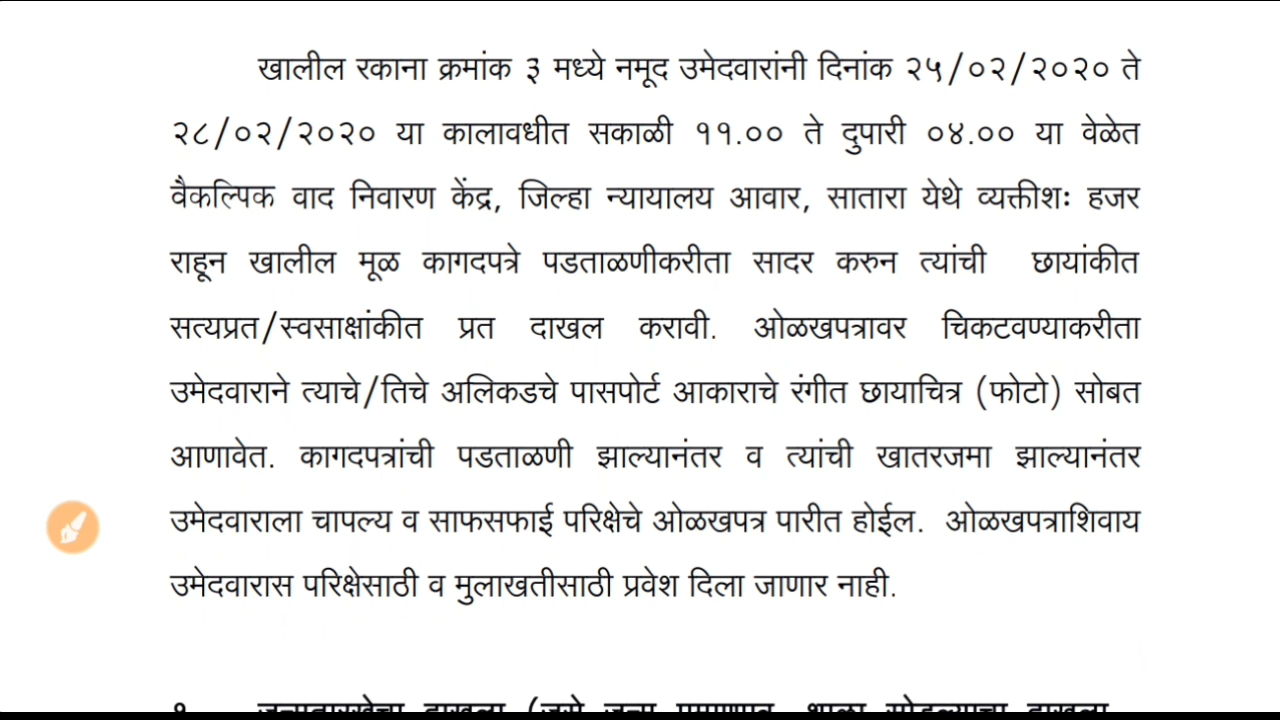 खालील रकाना क्रमांक ३ मध्ये नमूद उमेदवारांनी दिनांक २५/०२/२०२० ते
२८/०२/२०२० या कालावधीत सकाळी ११.०० ते दुपारी ०४.०० या वेळेत
वैकल्पिक वाद निवारण केंद्र, जिल्हा न्यायालय आवार, सातारा येथे व्यक्तीशः हजर
राहून खालील मूळ कागदपत्रे पडताळणीकरीता सादर करुन त्यांची छायांकीत
सत्यप्रत/स्वसाक्षांकीत प्रत दाखल करावी. ओळखपत्रावर चिकटवण्याकरीता
उमेदवाराने त्याचे/तिचे अलिकडचे पासपोर्ट आकाराचे रंगीत छायाचित्र (फोटो) सोबत
आणावेत. कागदपत्रांची पडताळणी झाल्यानंतर व त्यांची खातरजमा झाल्यानंतर
उमेदवाराला चापल्य व साफसफाई परिक्षेचे ओळखपत्र पारीत होईल. ओळखपत्राशिवाय
उमेदवारास परिक्षेसाठी व मुलाखतीसाठी प्रवेश दिला जाणार नाही.